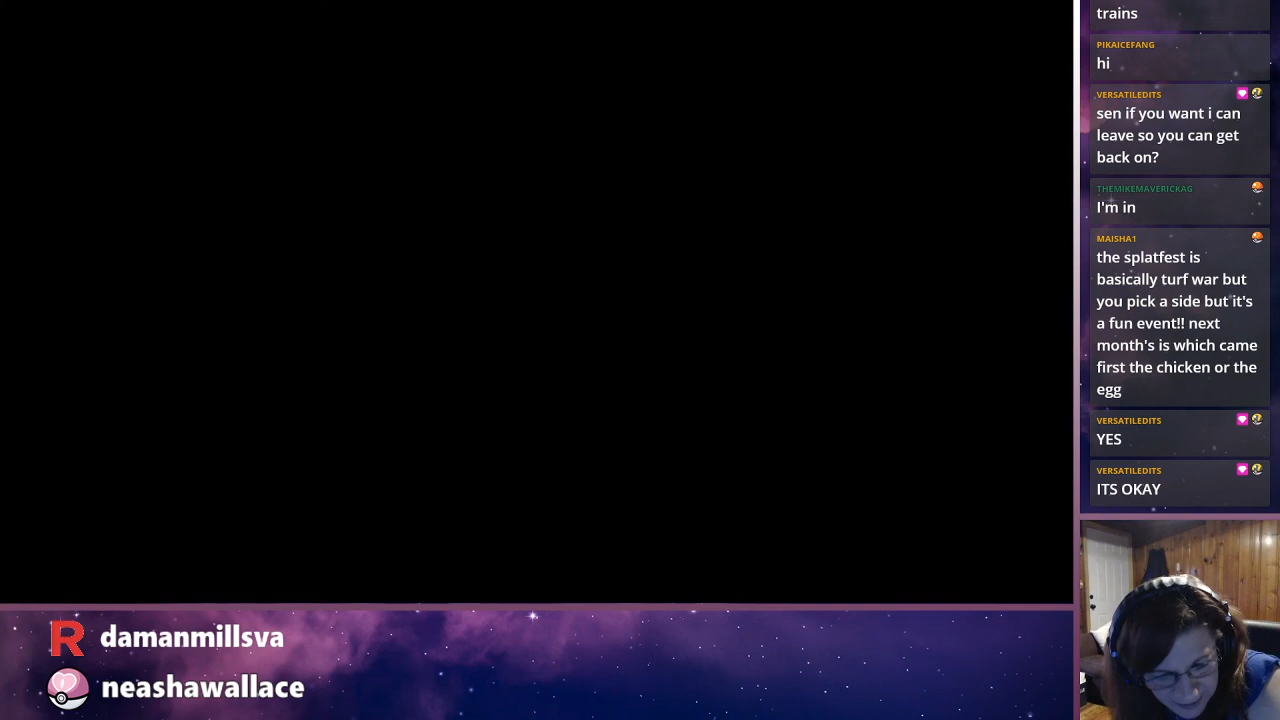 trains
PIKAICEFANG
hi
VERSATILEDITS
sen if you want i can
leave so you can get
back on?
THEMIKEMAVERICKAG
I'm in
MAISHA1
the splatfest is
basically turf war but
you pick a side but it's
a fun event!! next
month's is which came
first the chicken or the
egg
VERSATILEDITS
YES
VERSATILEDITS
ITS OKAY
R damanmillsva
neashawallace